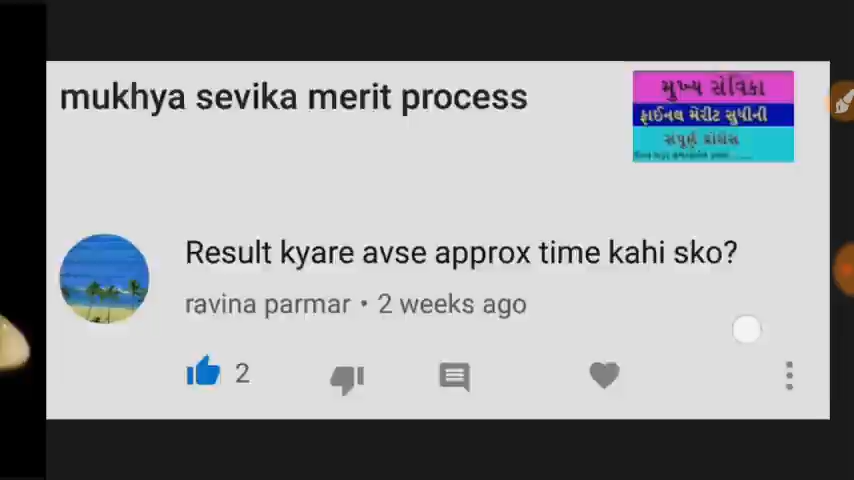 mukhya sevika merit process
મુખ્ય સેવિકા
ફાઈનલ મેરીટ સુધીની
સંપૂર્ણ પ્રોસેસ
Result kyare avse approx time kahi sko?
ravina parmar • 2 weeks ago
2